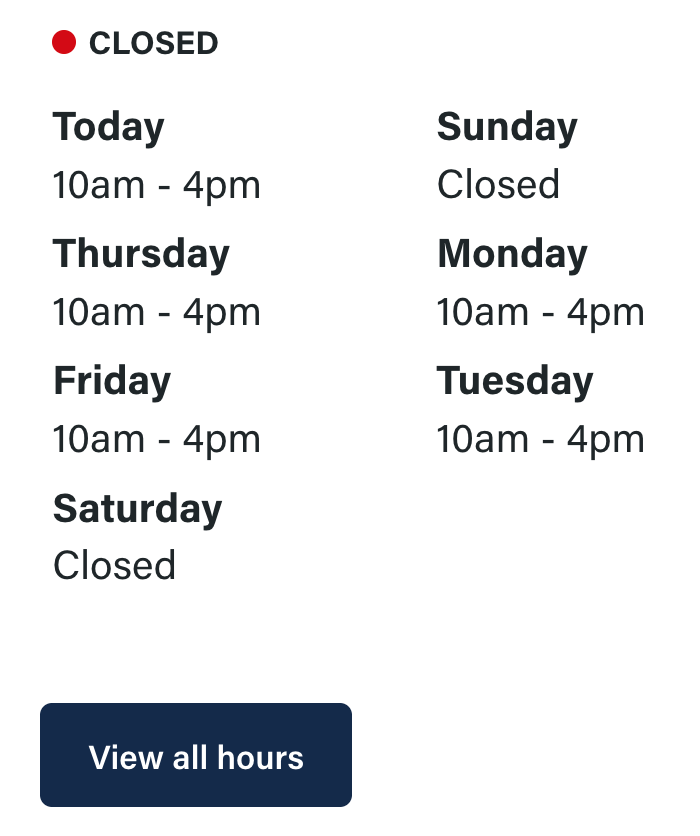 CLOSED
Today
10am - 4pm
Thursday
10am - 4pm
Friday
10am - 4pm
Saturday
Closed
Sunday
Closed
Monday
10am - 4pm
Tuesday
10am - 4pm
View all hours